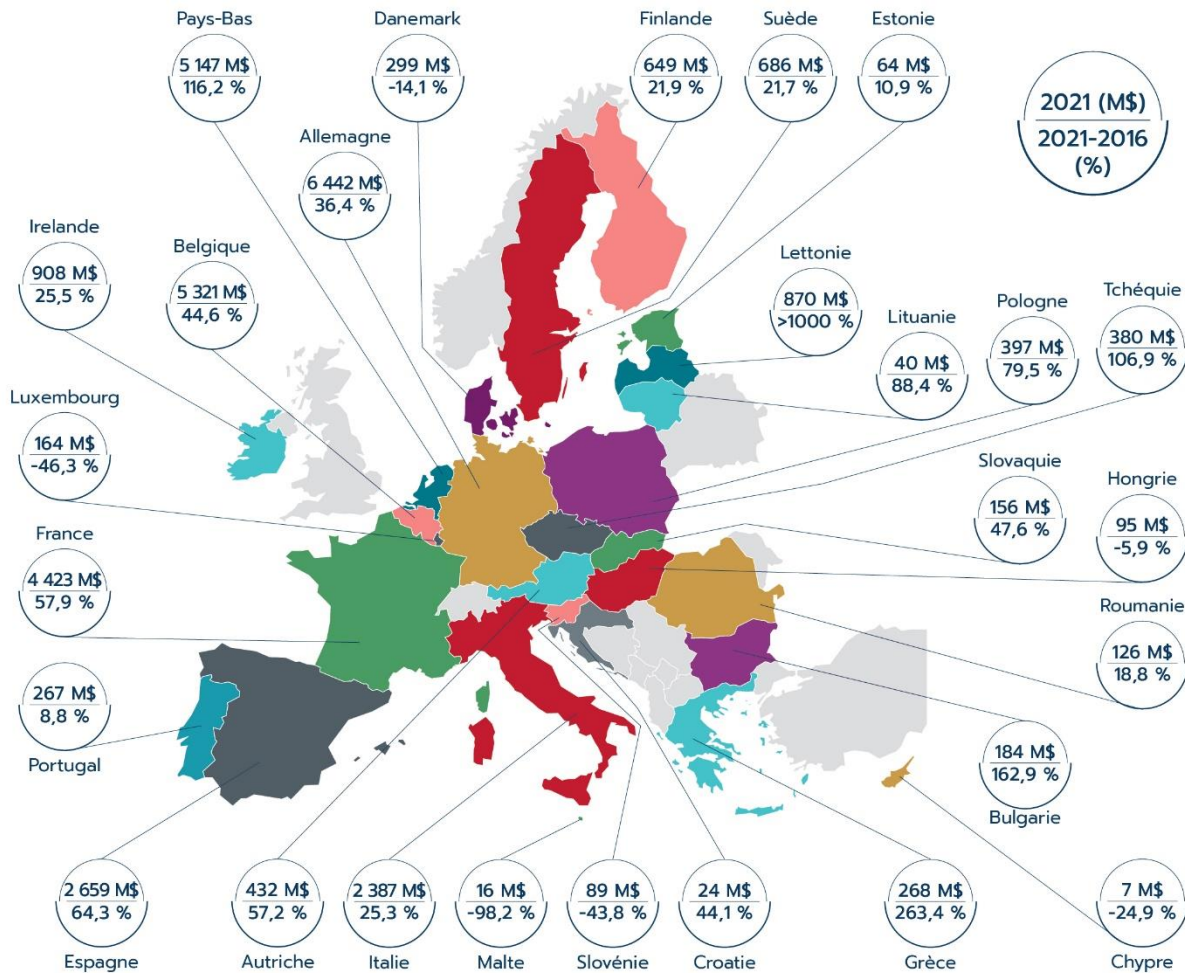 Pays-Bas
5 147 M$
116,2 %
Danemark
299 M$
-14,1 %
Finlande
649 M$
21,9 %
Suède
686 M$
21,7 %
Estonie
64 M$
10,9 %
2021 (M$)
2021-2016
(%)
Allemagne
6 442 M$
36,4 %
Irelande
908 M$
25,5 %
Belgique
5 321 M$
44,6 %
Lettonie
870 M$
>1000 %
Lituanie
40 M$
88,4 %
Pologne
397 M$
79,5 %
Tchéquie
380 M$
106,9 %
Luxembourg
164 M$
-46,3 %
Slovaquie
156 M$
47,6 %
Hongrie
95 M$
-5,9 %
France
4 423 M$
57,9 %
Roumanie
126 M$
18,8 %
267 M$
8,8 %
Portugal
184 M$
162,9 %
Bulgarie
2 659 M$
64,3 %
Espagne
432 M$
57,2 %
Autriche
2 387 M$
25,3 %
Italie
16 M$
-98,2 %
Malte
89 M$
-43,8 %
Slovénie
24 M$
44,1 %
Croatie
268 M$
263,4 %
Grèce
7 M$
-24,9 %
Chypre